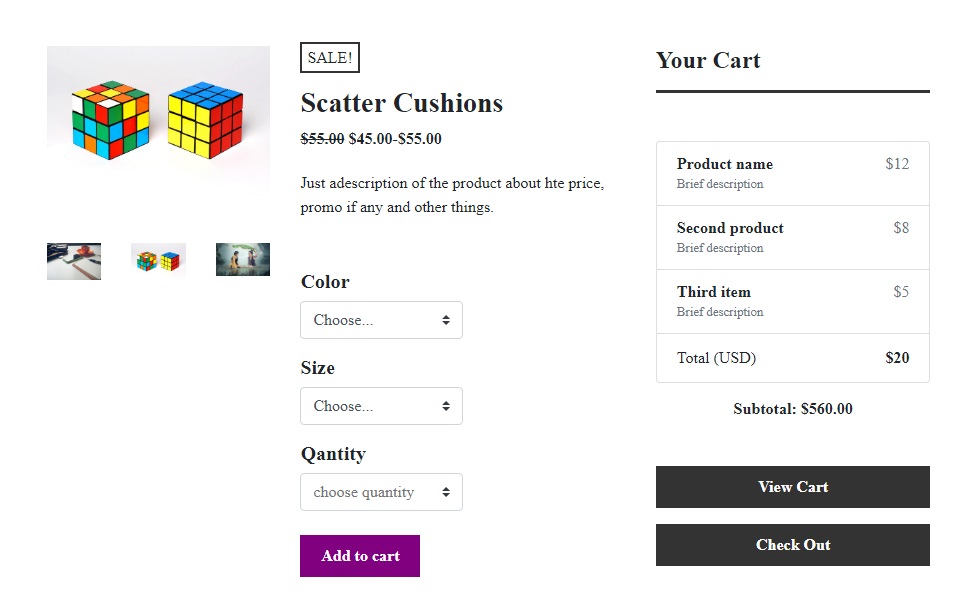 SALE!
Scatter Cushions
$55.00 $45.00-$55.00
Just adescription of the product about hte price,
promo if any and other things.
Color
Choose...
Size
Choose...
Qantity
choose quantity
Add to cart
Your Cart
Product name $12
Brief description
Second product $8
Brief description
Third item $5
Brief description
Total (USD) $20
Subtotal: $560.00
View Cart
Check Out